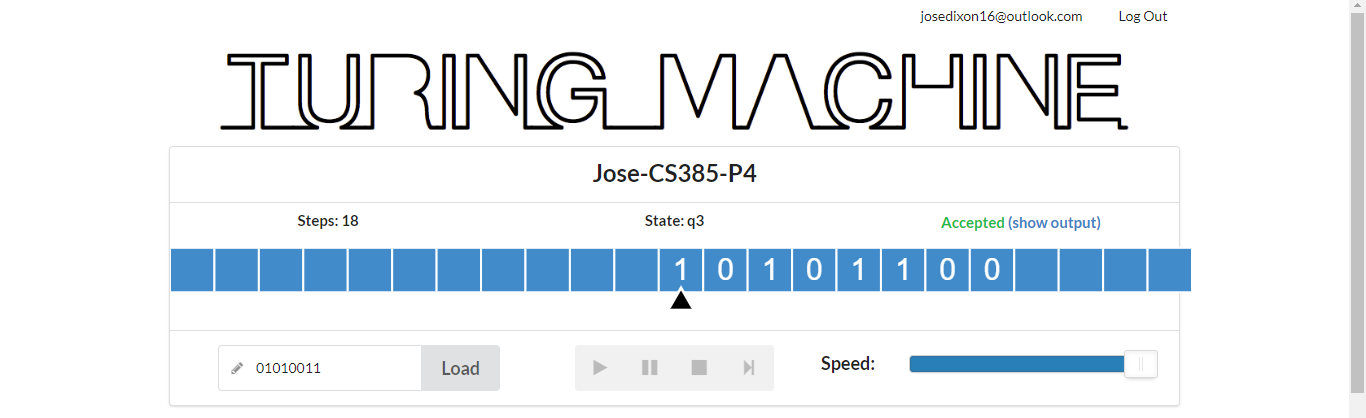 josedixon16@outlook.com Log Out
TURING MACHINE
Jose-CS385-P4
Steps: 18 State: q3 Accepted (show output)
1 0 1 0 1 1 0 0
01010011 Load Speed: